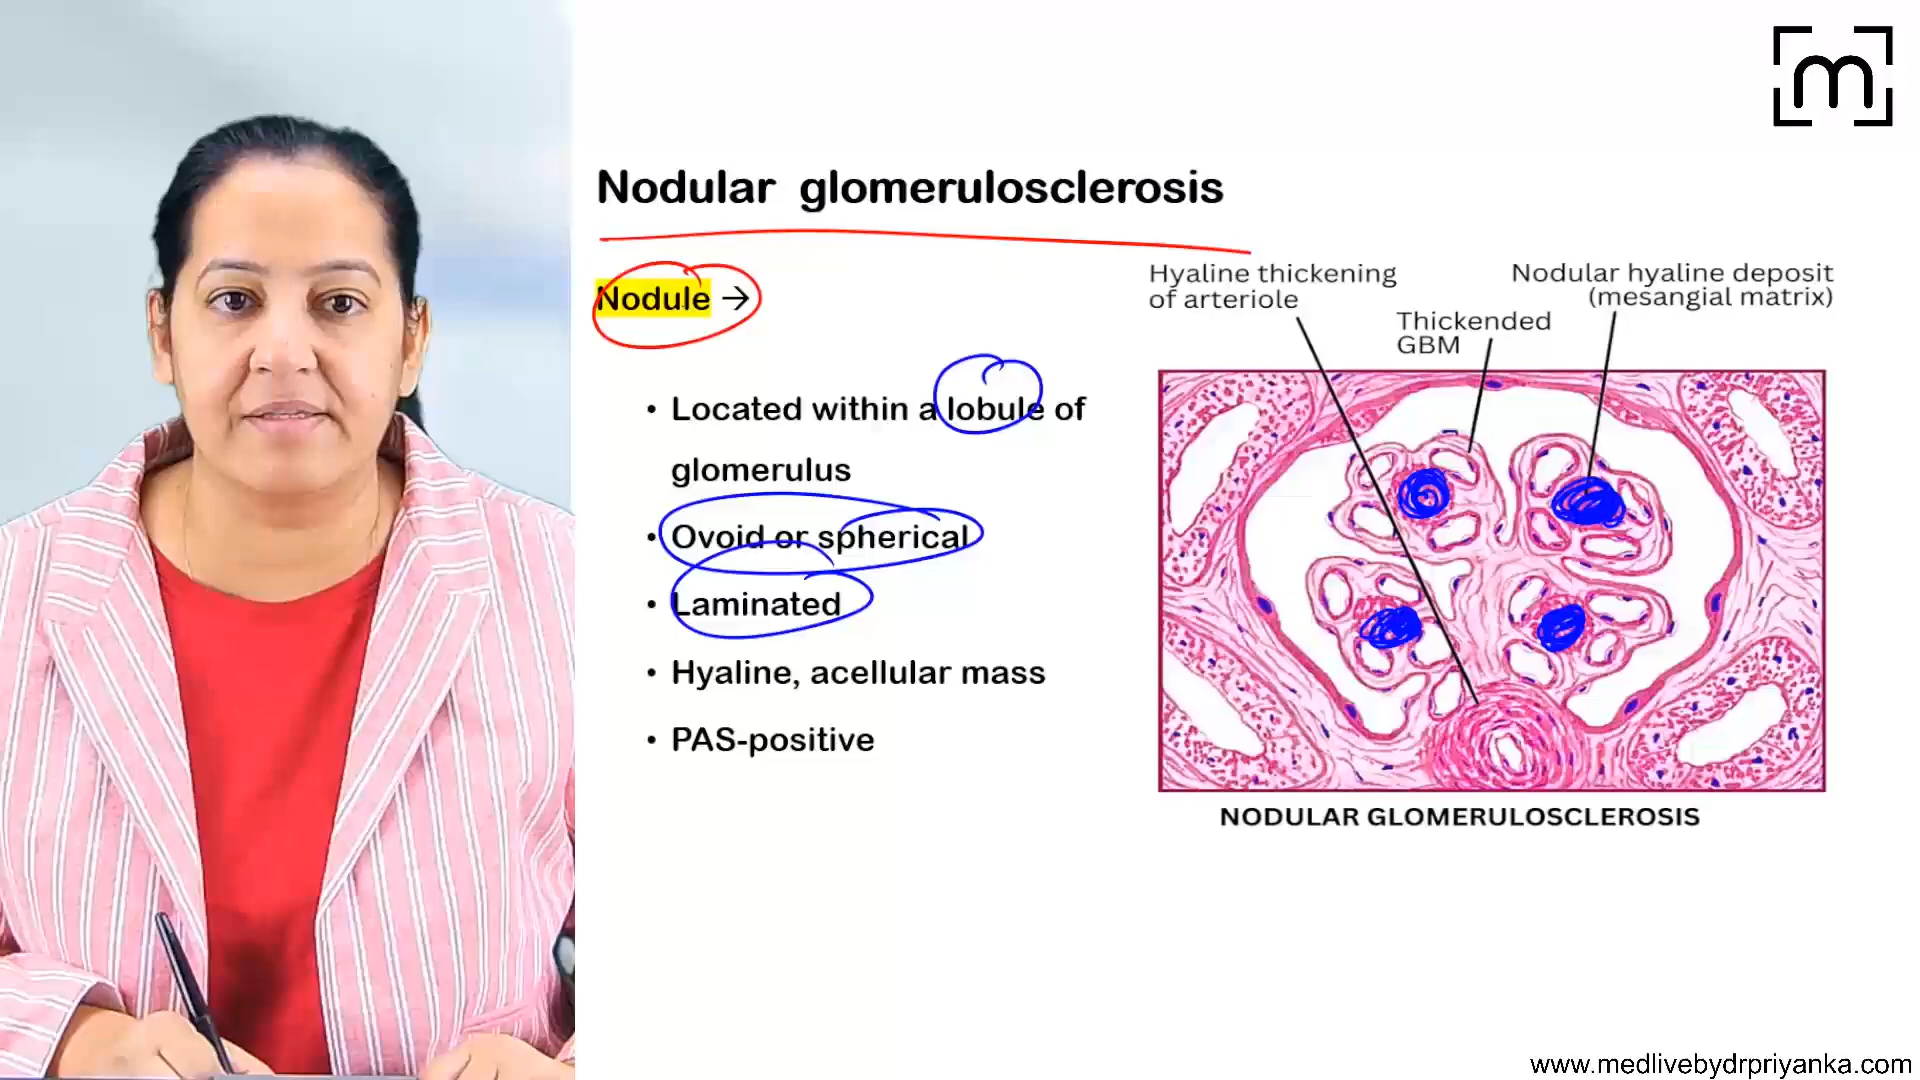 m
Nodular glomerulosclerosis
Nodule →
• Located within a lobule of
glomerulus
• Ovoid or spherical
• Laminated
• Hyaline, acellular mass
• PAS-positive
Hyaline thickening
of arteriole
Thickended
GBM
Nodular hyaline deposit
(mesangial matrix)
NODULAR GLOMERULOSCLEROSIS
www.medlivebydrpriyanka.com